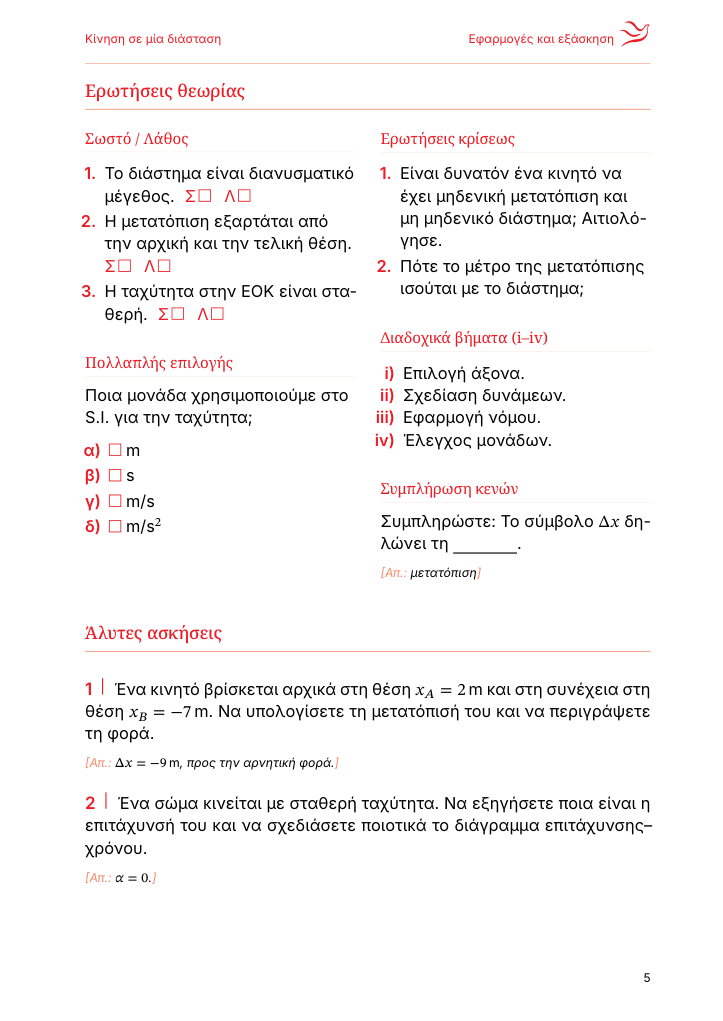 Κίνηση σε μία διάσταση
Εφαρμογές και εξάσκηση
Ερωτήσεις θεωρίας
Σωστό / Λάθος
1. Το διάστημα είναι διανυσματικό
μέγεθος. Σ☐ Λ☐
2. Η μετατόπιση εξαρτάται από
την αρχική και την τελική θέση.
Σ☐ Λ☐
3. Η ταχύτητα στην ΕΟΚ είναι στα-
θερή. Σ☐ Λ☐
Πολλαπλής επιλογής
Ποια μονάδα χρησιμοποιούμε στο
S.I. για την ταχύτητα;
α) ☐ m
β) ☐ s
γ) ☐ m/s
δ) ☐ m/s²
Ερωτήσεις κρίσεως
1. Είναι δυνατόν ένα κινητό να
έχει μηδενική μετατόπιση και
μη μηδενικό διάστημα; Αιτιολό-
γησε.
2. Πότε το μέτρο της μετατόπισης
ισούται με το διάστημα;
Διαδοχικά βήματα (i–iv)
i) Επιλογή άξονα.
ii) Σχεδίαση δυνάμεων.
iii) Εφαρμογή νόμου.
iv) Έλεγχος μονάδων.
Συμπλήρωση κενών
Συμπληρώστε: Το σύμβολο Δx δη-
λώνει τη ________.
[Απ.: μετατόπιση]
Άλυτες ασκήσεις
1 | Ένα κινητό βρίσκεται αρχικά στη θέση x_A = 2 m και στη συνέχεια στη
θέση x_B = −7 m. Να υπολογίσετε τη μετατόπισή του και να περιγράψετε
τη φορά.
[Απ.: Δx = −9 m, προς την αρνητική φορά.]
2 | Ένα σώμα κινείται με σταθερή ταχύτητα. Να εξηγήσετε ποια είναι η
επιτάχυνσή του και να σχεδιάσετε ποιοτικά το διάγραμμα επιτάχυνσης–
χρόνου.
[Απ.: α = 0.]
5